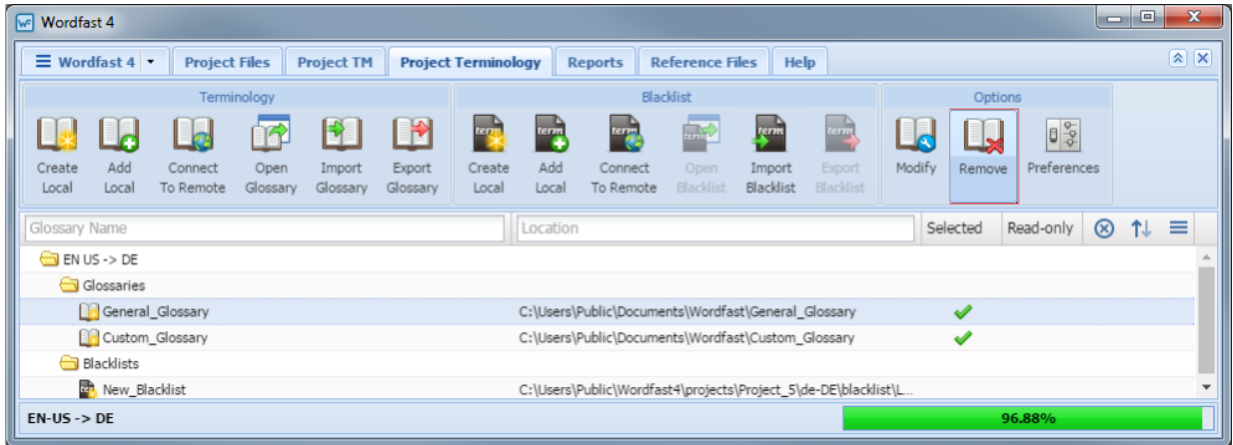 Wordfast 4
Wordfast 4 Project Files Project TM Project Terminology Reports Reference Files Help
Terminology Blacklist Options
Create Local Add Local Connect To Remote Open Glossary Import Glossary Export Glossary Create Local Add Local Connect To Remote Open Blacklist Import Blacklist Export Blacklist Modify Remove Preferences
Glossary Name Location Selected Read-only
EN US -> DE
Glossaries
General_Glossary C:\Users\Public\Documents\Wordfast\General_Glossary
Custom_Glossary C:\Users\Public\Documents\Wordfast\Custom_Glossary
Blacklists
New_Blacklist C:\Users\Public\Wordfast4\projects\Project_5\de-DE\blacklist\L...
EN-US -> DE 96.88%